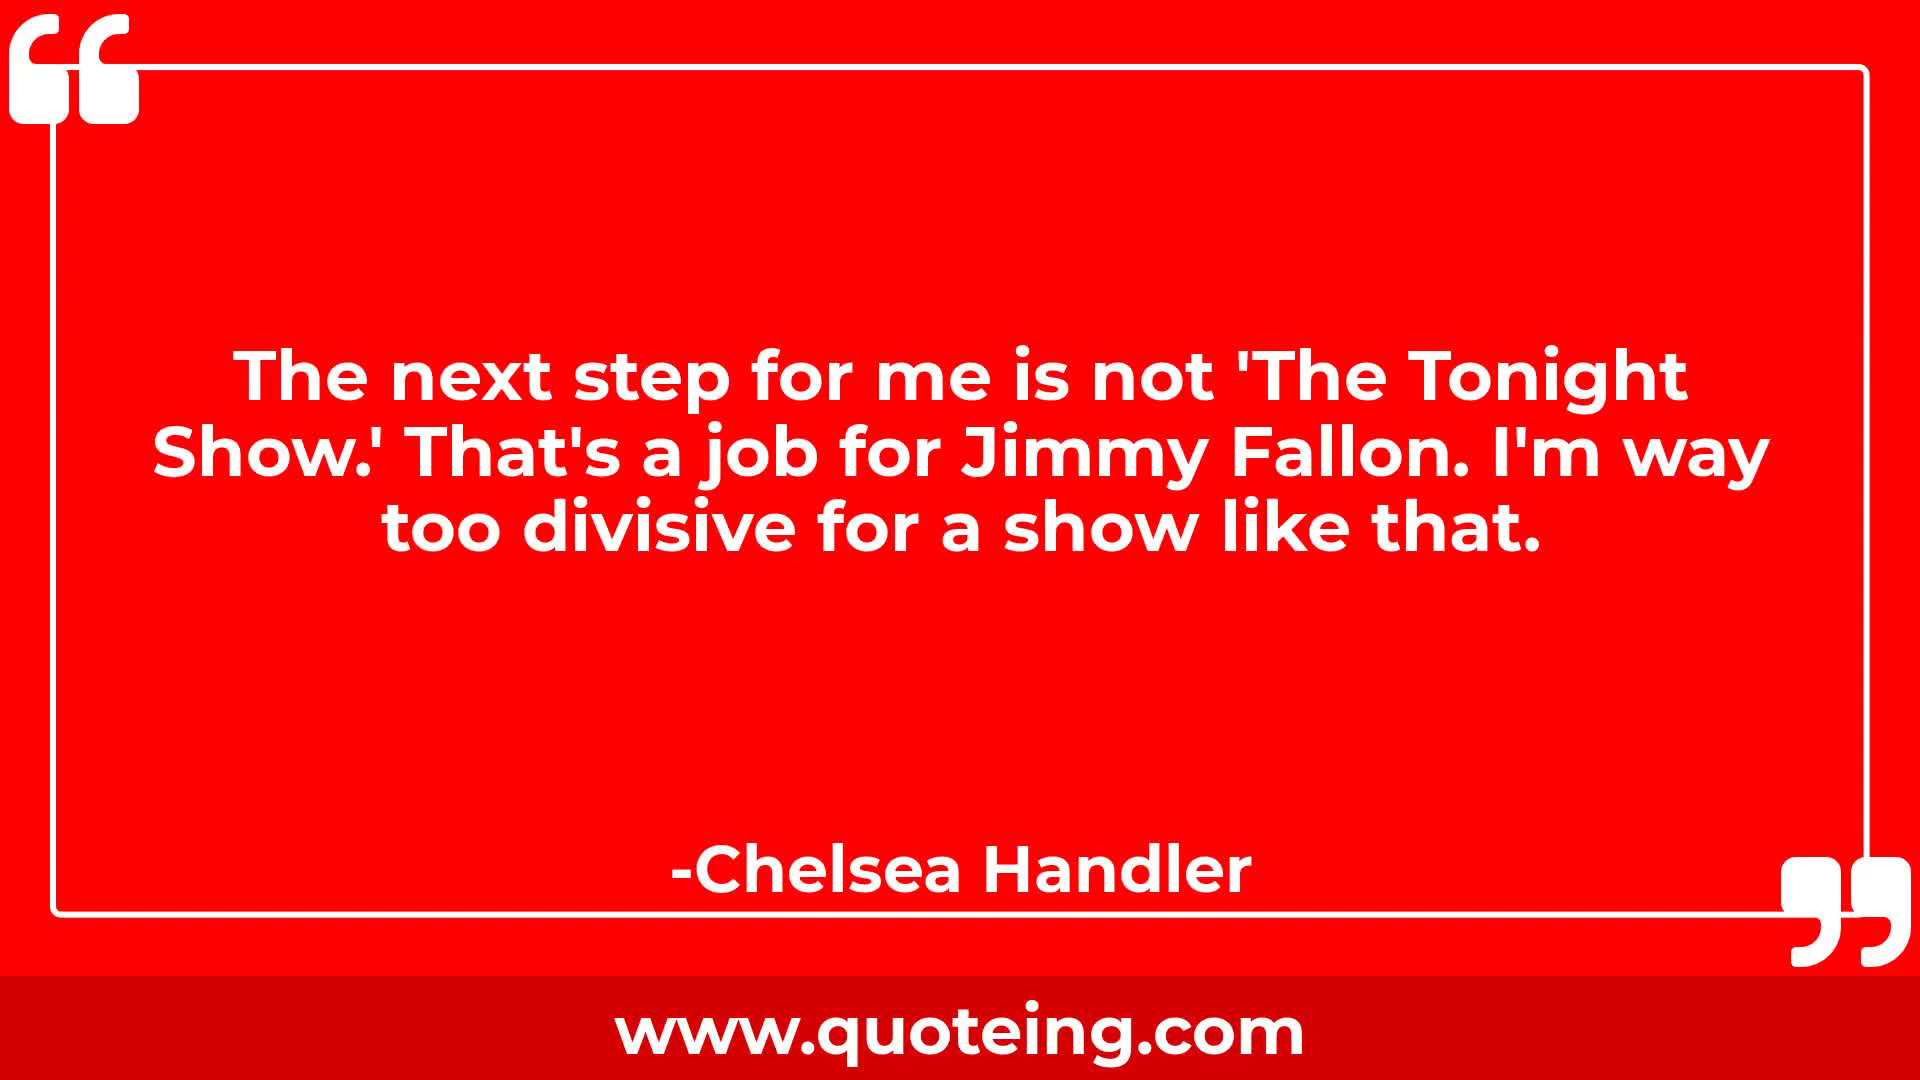 The next step for me is not 'The Tonight
Show.' That's a job for Jimmy Fallon. I'm way
too divisive for a show like that.
-Chelsea Handler
www.quoteing.com